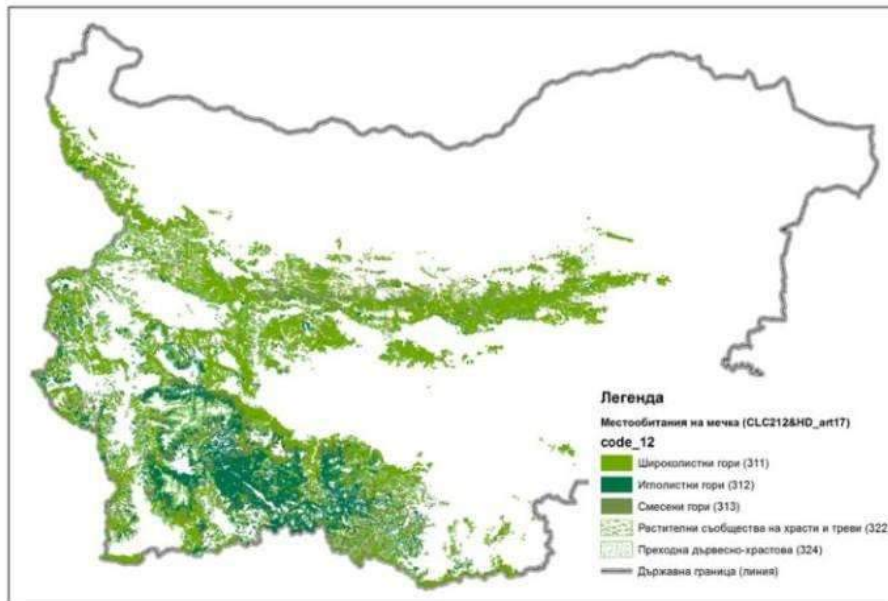 Легенда
Местообитания на мечка (CLC212&HD_art17)
code_12
Широколистни гори (311)
Иглолистни гори (312)
Смесени гори (313)
Растителни съобщества на храсти и треви (322
Преходна дървесно-храстова (324)
Държавна граница (линия)